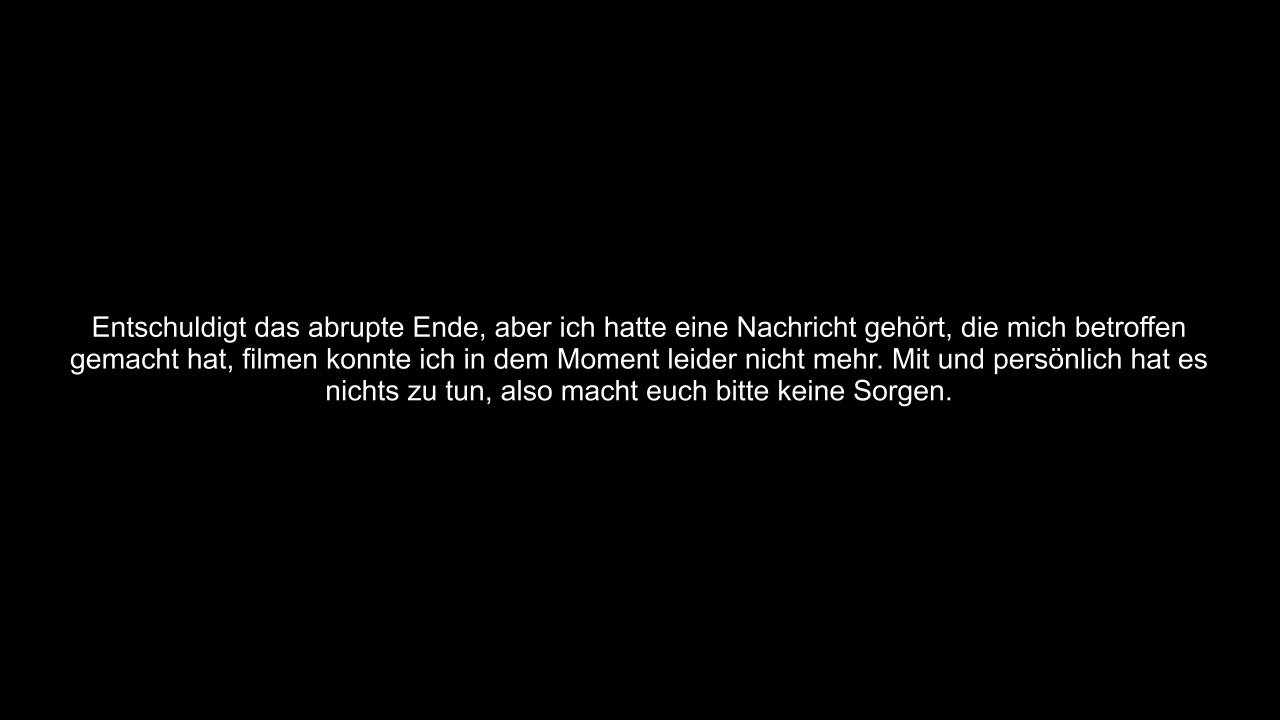 Entschuldigt das abrupte Ende, aber ich hatte eine Nachricht gehört, die mich betroffen
gemacht hat, filmen konnte ich in dem Moment leider nicht mehr. Mit und persönlich hat es
nichts zu tun, also macht euch bitte keine Sorgen.